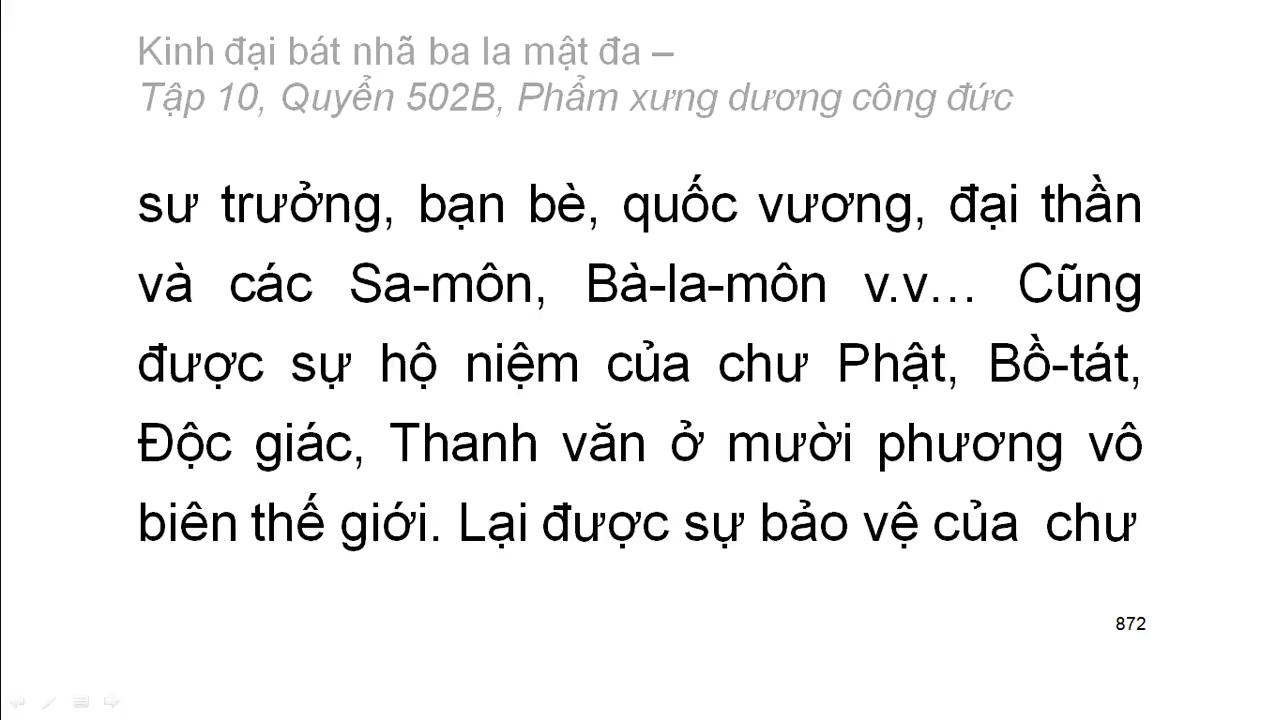 Kinh đại bát nhã ba la mật đa –
Tập 10, Quyển 502B, Phẩm xưng dương công đức
sư trưởng, bạn bè, quốc vương, đại thần
và các Sa-môn, Bà-la-môn v.v… Cũng
được sự hộ niệm của chư Phật, Bồ-tát,
Độc giác, Thanh văn ở mười phương vô
biên thế giới. Lại được sự bảo vệ của chư
872